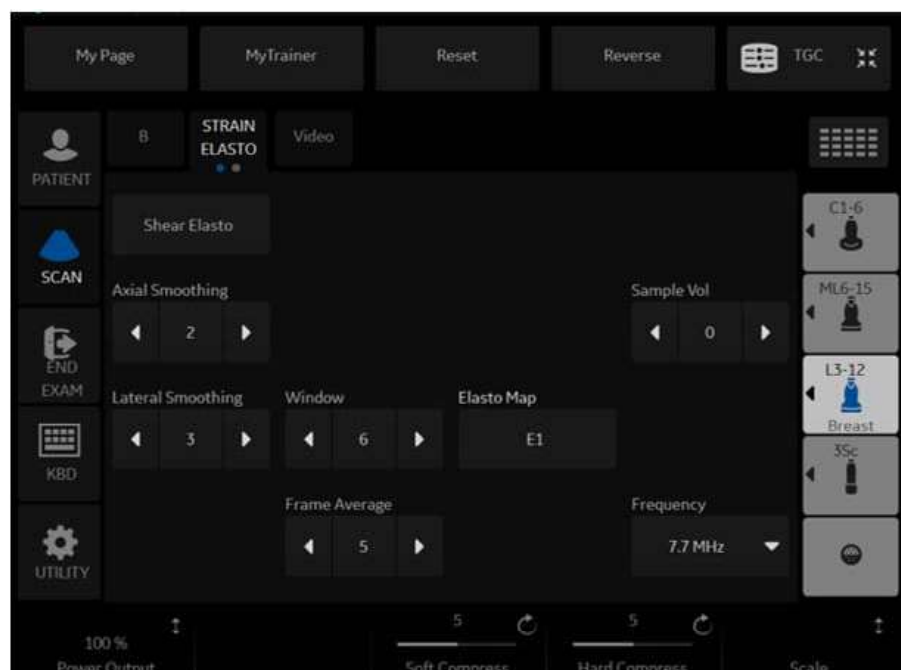 My Page
MyTrainer
Reset
Reverse
TGC
PATIENT
B
STRAIN
ELASTO
Video
SCAN
Shear Elasto
C1-6
Axial Smoothing
2
Sample Vol
0
ML6-15
END
EXAM
Lateral Smoothing
3
Window
6
Elasto Map
E1
L3-12
Breast
KBD
3Sc
Frame Average
5
Frequency
7.7 MHz
UTILITY
100 %
Power Output
5
Soft Compress
5
Hard Compress
Scale